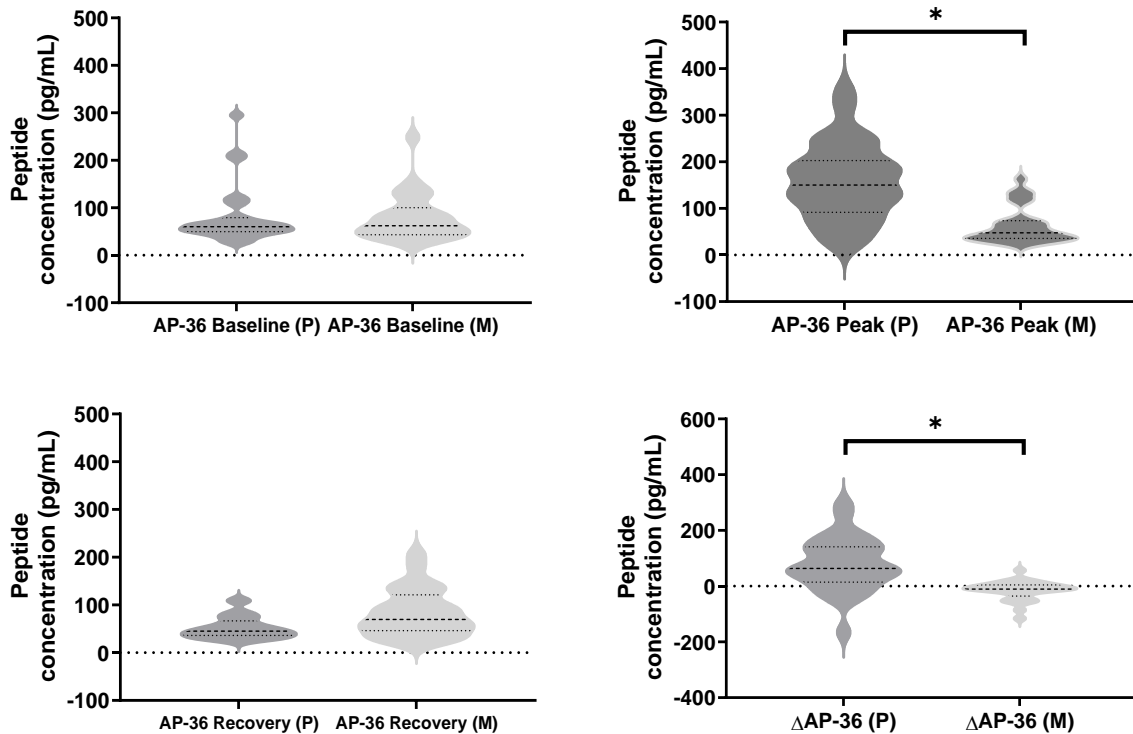 500
400
300
200
100
0
-100
Peptide
concentration (pg/mL)
AP-36 Baseline (P) AP-36 Baseline (M)
*
500
400
300
200
100
0
-100
Peptide
concentration (pg/mL)
AP-36 Peak (P) AP-36 Peak (M)
500
400
300
200
100
0
-100
Peptide
concentration (pg/mL)
AP-36 Recovery (P) AP-36 Recovery (M)
*
600
400
200
0
-200
-400
Peptide
concentration (pg/mL)
∆AP-36 (P) ∆AP-36 (M)